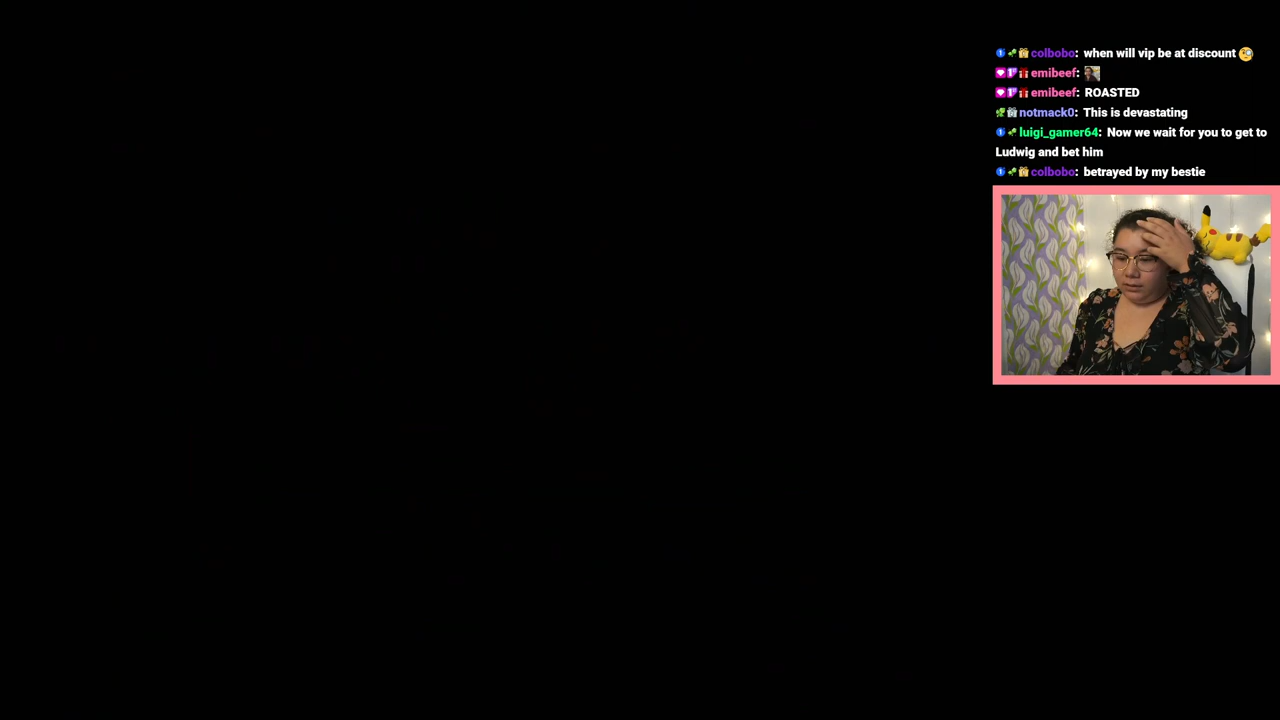 colbobo: when will vip be at discount
emibeef:
emibeef: ROASTED
notmack0: This is devastating
luigi_gamer64: Now we wait for you to get to
Ludwig and bet him
colbobo: betrayed by my bestie